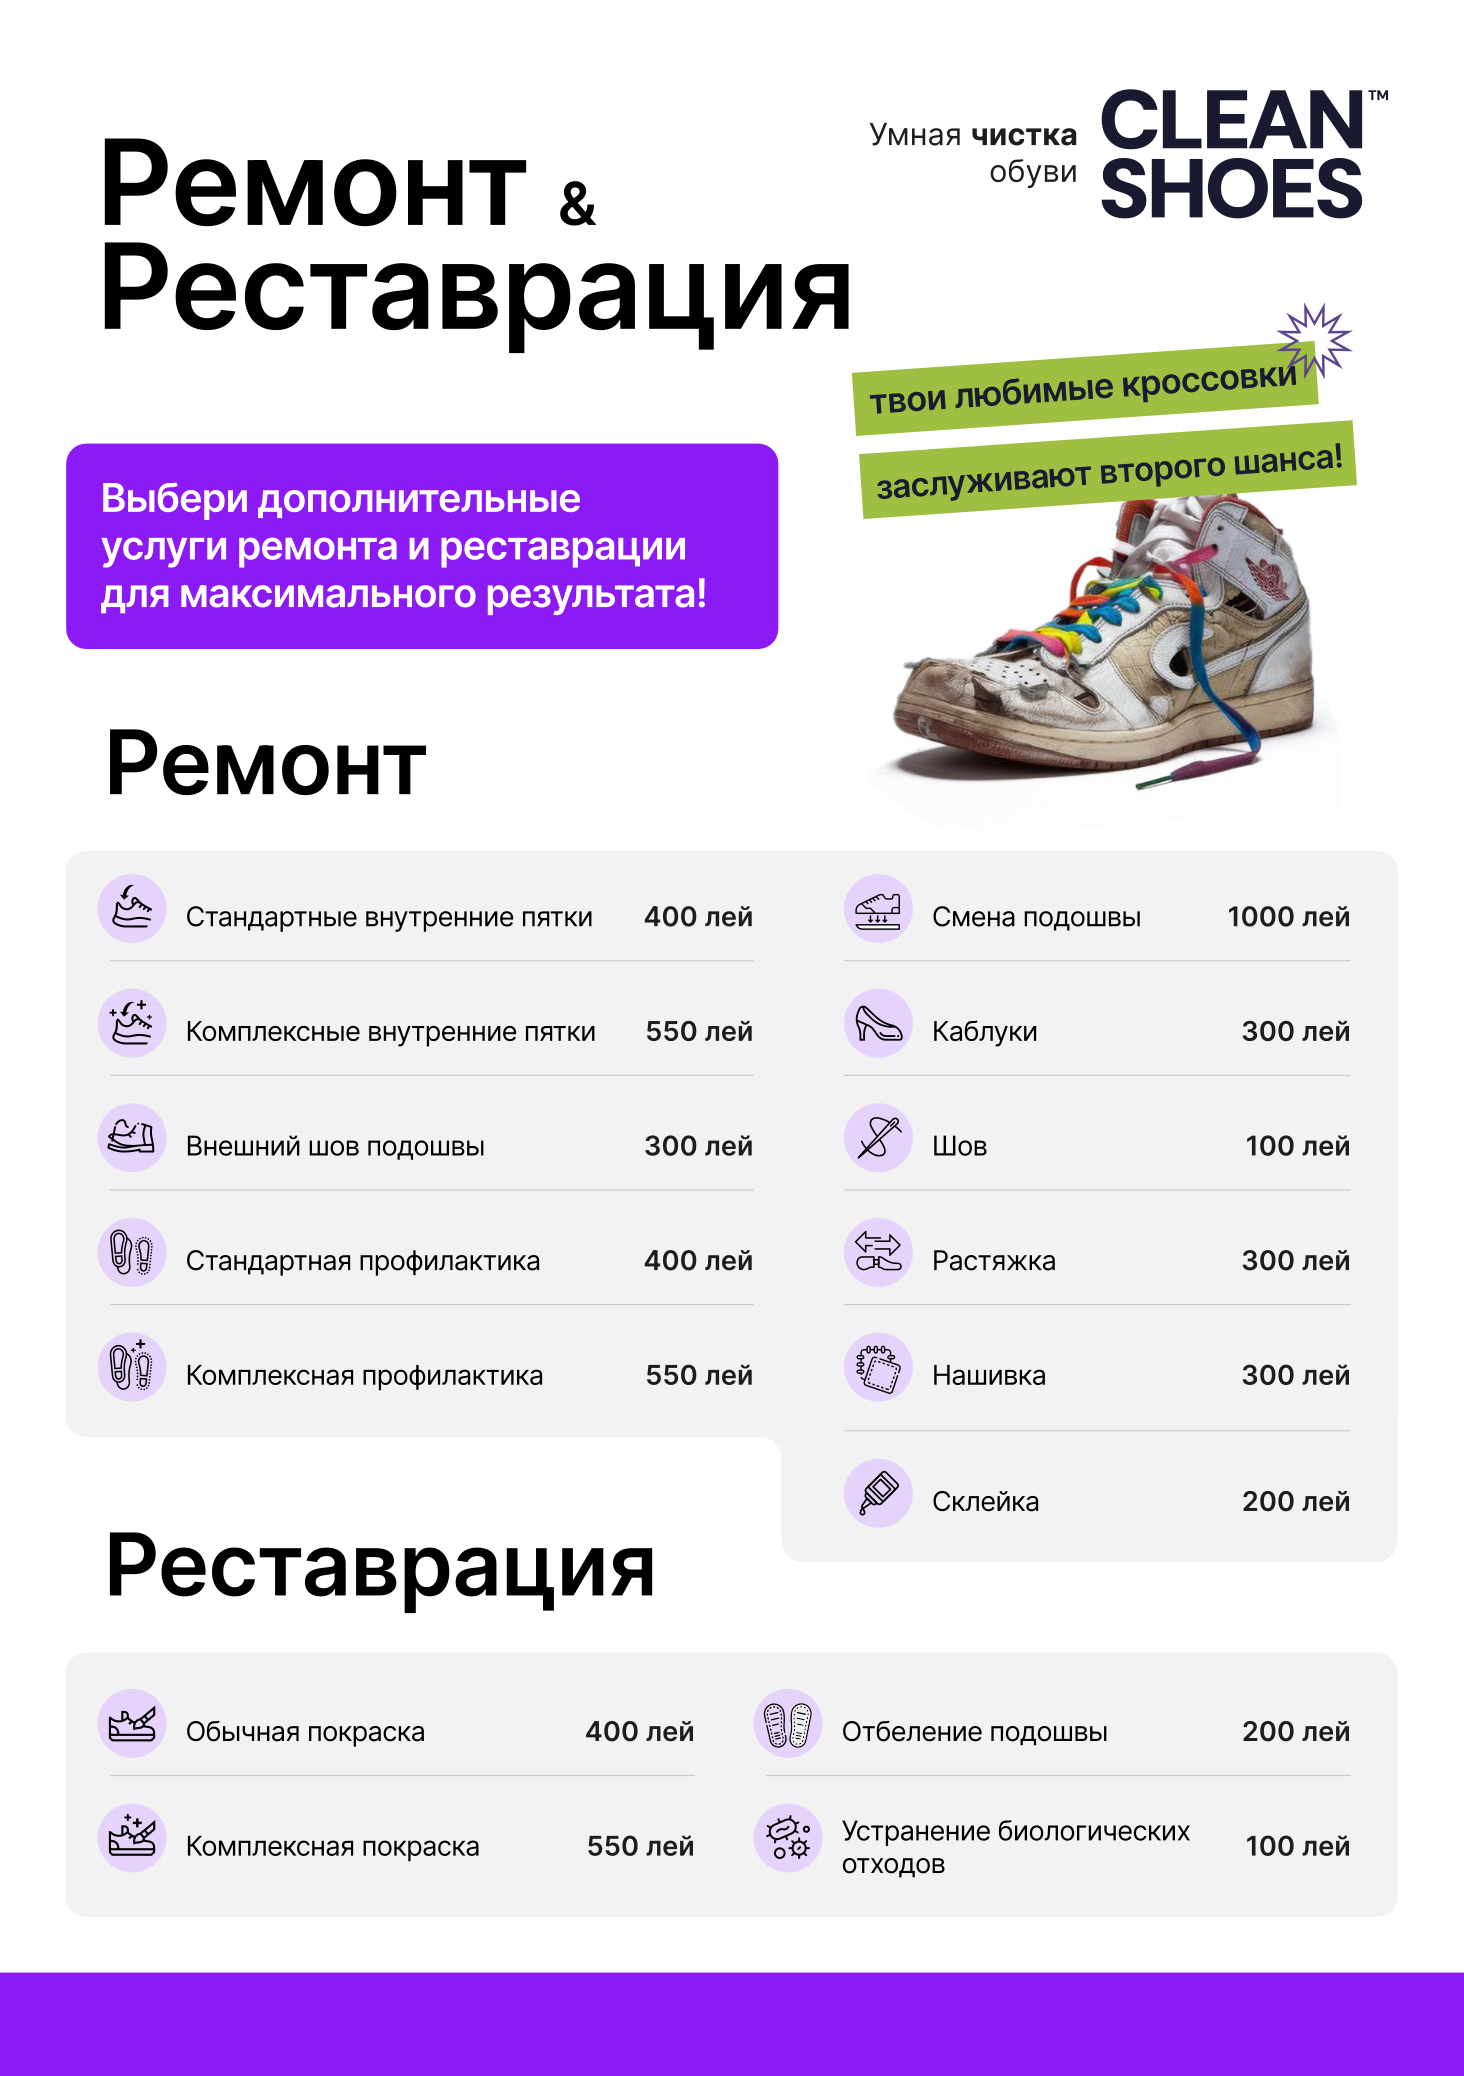 Ремонт &
Реставрация
Умная чистка
обуви
CLEAN™
SHOES
твои любимые кроссовки
заслуживают второго шанса!
Выбери дополнительные
услуги ремонта и реставрации
для максимального результата!
Ремонт
Стандартные внутренние пятки 400 лей
Комплексные внутренние пятки 550 лей
Внешний шов подошвы 300 лей
Стандартная профилактика 400 лей
Комплексная профилактика 550 лей
Смена подошвы 1000 лей
Каблуки 300 лей
Шов 100 лей
Растяжка 300 лей
Нашивка 300 лей
Склейка 200 лей
Реставрация
Обычная покраска 400 лей
Комплексная покраска 550 лей
Отбеление подошвы 200 лей
Устранение биологических
отходов 100 лей